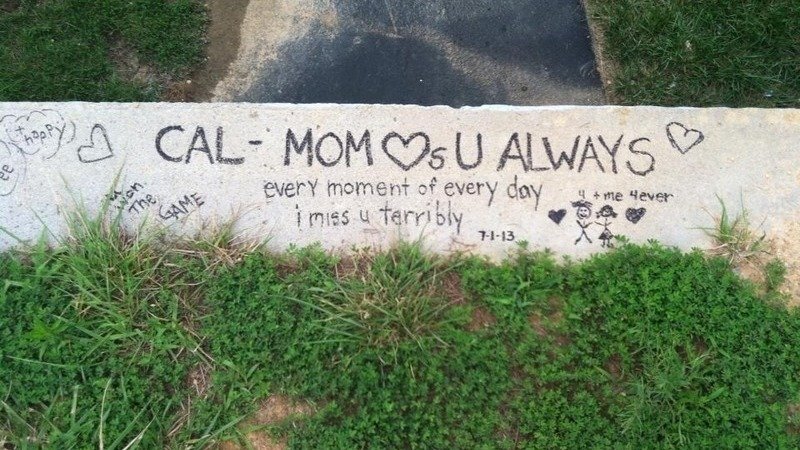 happy
CAL- MOM ♥s U ALWAYS
every moment of every day
i miss u terribly
7-1-13
u + me 4ever
u won
The
GAME